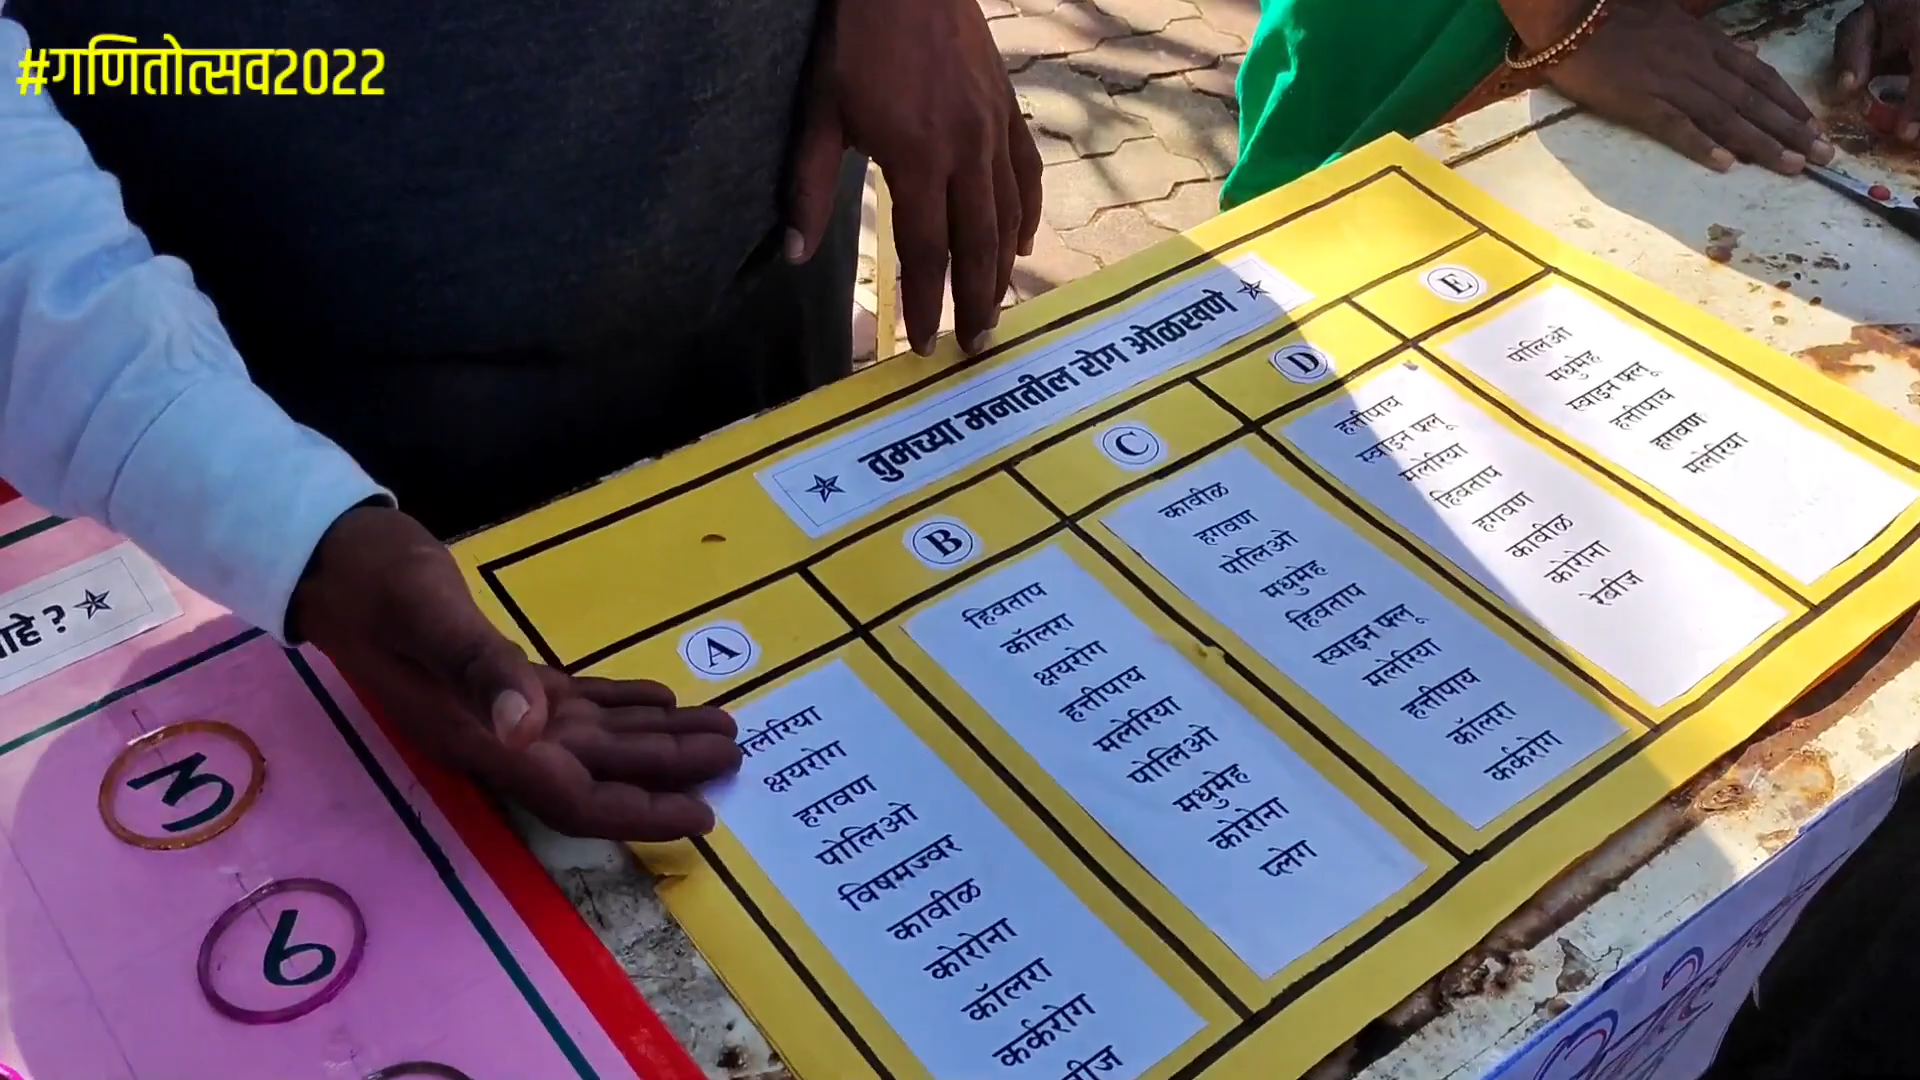 #गणितोत्सव2022
तुमच्या मनातील रोग ओळखणे
A
मलेरिया
क्षयरोग
हगवण
पोलिओ
विषमज्वर
कावीळ
कोरोना
कॉलरा
कर्करोग
B
हिवताप
कॉलरा
क्षयरोग
हत्तीपाय
मलेरिया
पोलिओ
मधुमेह
कोरोना
प्लेग
C
कावीळ
हगवण
पोलिओ
मधुमेह
हिवताप
स्वाइन फ्लू
मलेरिया
हत्तीपाय
कॉलरा
कर्करोग
D
हत्तीपाय
स्वाइन फ्लू
मलेरिया
हिवताप
हगवण
कावीळ
कोरोना
रेबीज
E
पोलिओ
मधुमेह
स्वाइन फ्लू
हत्तीपाय
हगवण
मलेरिया
?
3
6